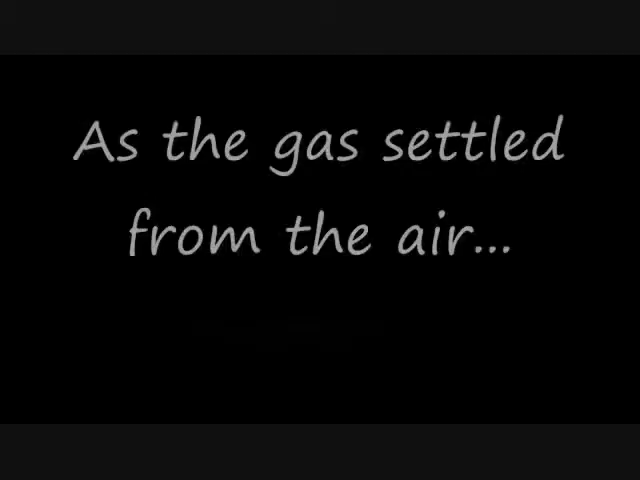 As the gas settled
from the air...